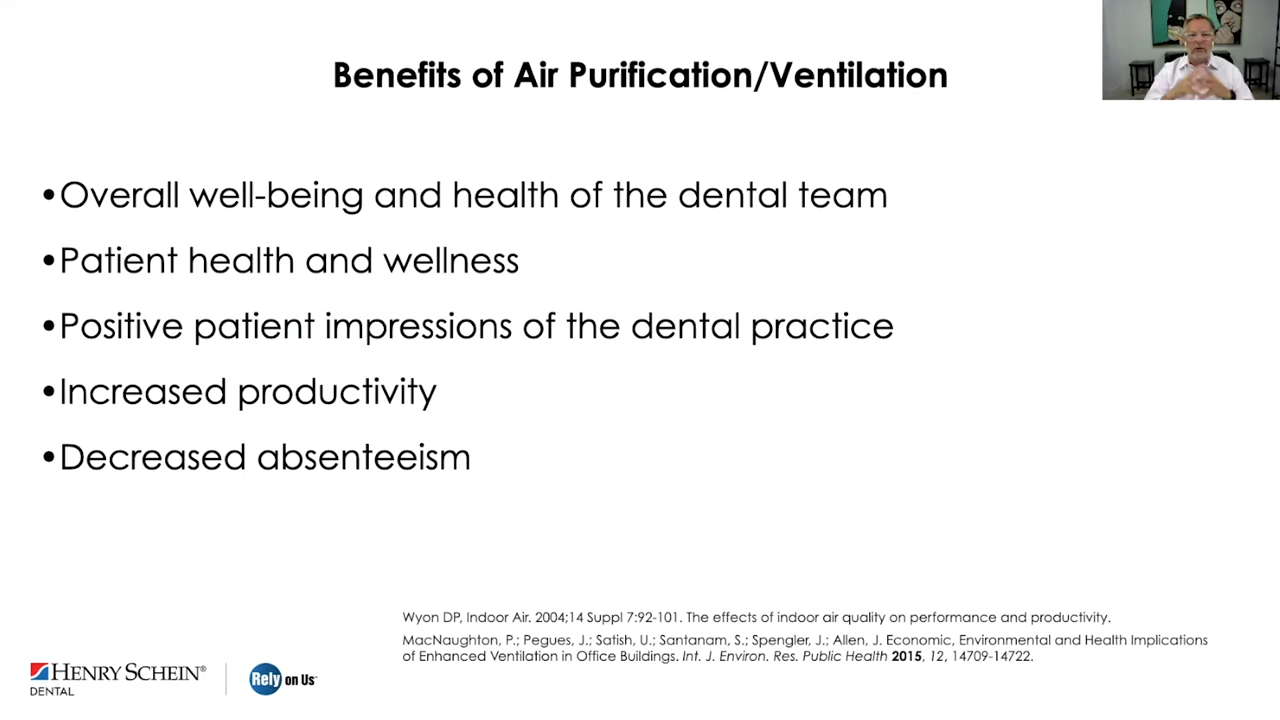 Benefits of Air Purification/Ventilation
•Overall well-being and health of the dental team
•Patient health and wellness
•Positive patient impressions of the dental practice
•Increased productivity
•Decreased absenteeism
Wyon DP, Indoor Air. 2004;14 Suppl 7:92-101. The effects of indoor air quality on performance and productivity.
MacNaughton, P.; Pegues, J.; Satish, U.; Santanam, S.; Spengler, J.; Allen, J. Economic, Environmental and Health Implications
of Enhanced Ventilation in Office Buildings. Int. J. Environ. Res. Public Health 2015, 12, 14709-14722.
HENRY SCHEIN®
DENTAL
Rely on Us™